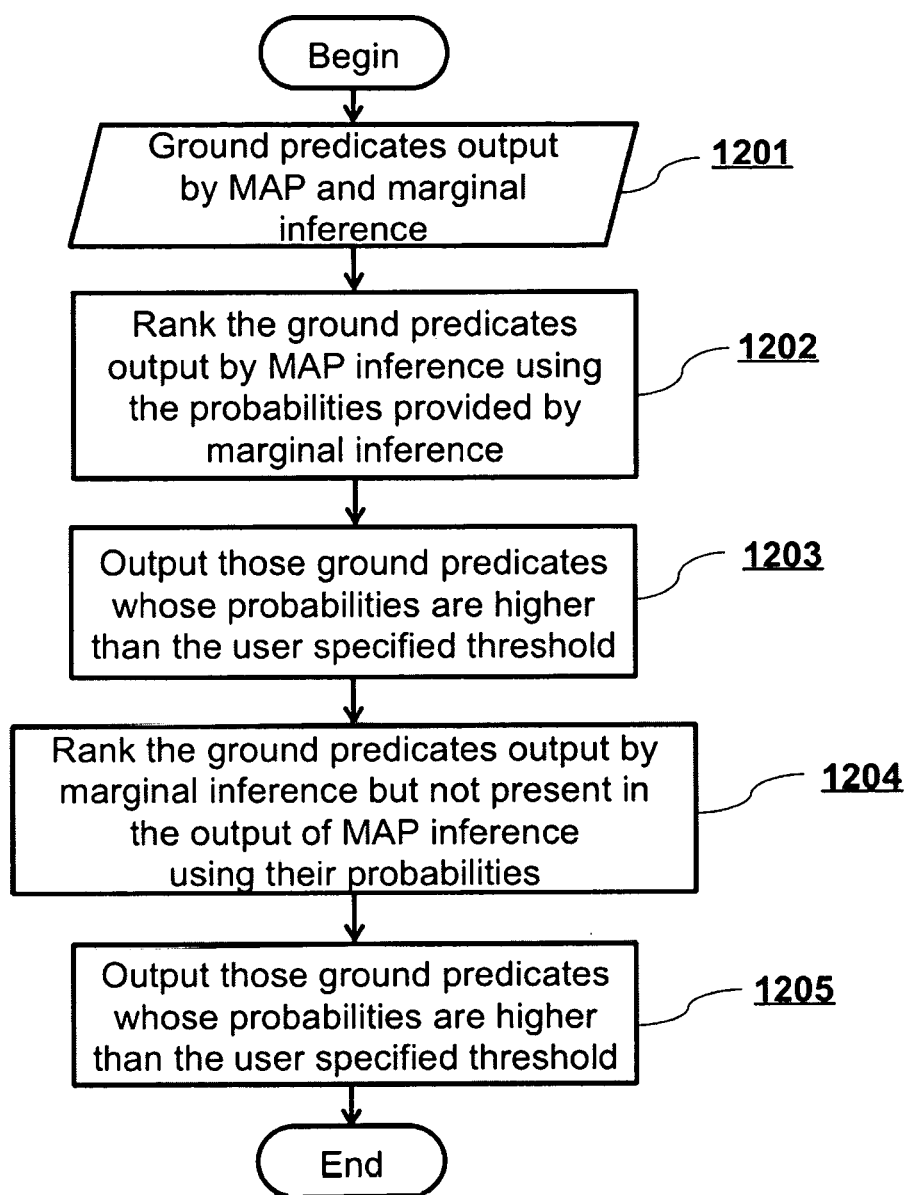 Begin
Ground predicates output
by MAP and marginal
inference
1201
Rank the ground predicates
output by MAP inference using
the probabilities provided by
marginal inference
1202
Output those ground predicates
whose probabilities are higher
than the user specified threshold
1203
Rank the ground predicates output by
marginal inference but not present in
the output of MAP inference
using their probabilities
1204
Output those ground predicates
whose probabilities are higher
than the user specified threshold
1205
End